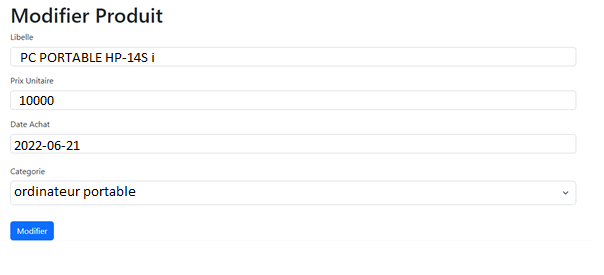 Modifier Produit
Libelle
PC PORTABLE HP-14S i
Prix Unitaire
10000
Date Achat
2022-06-21
Categorie
ordinateur portable
Modifier